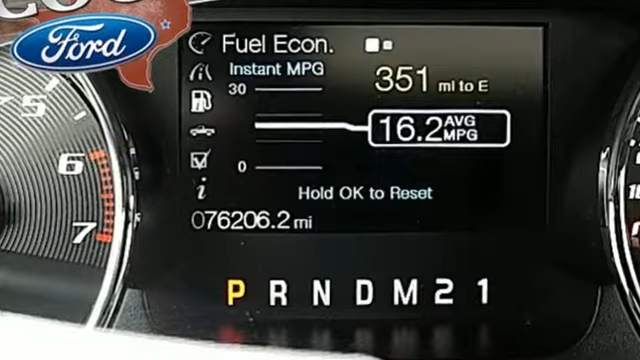 Ford
Fuel Econ.
Instant MPG
30
351 mi to E
16.2 AVG MPG
0
Hold OK to Reset
076206.2 mi
P R N D M 2 1
5
6
7